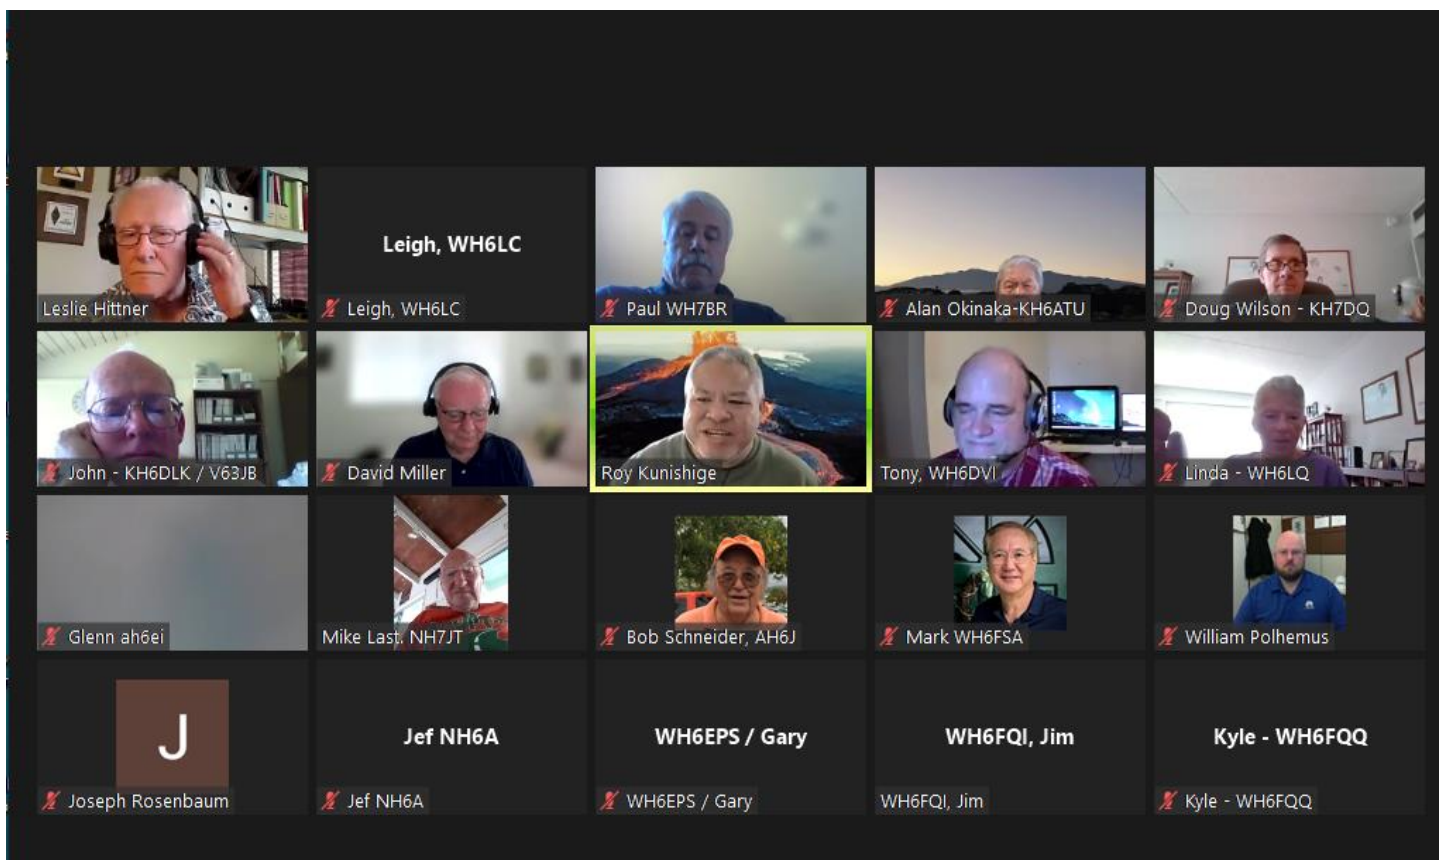 Leslie Hittner
Leigh, WH6LC
Leigh, WH6LC
Paul WH7BR
Alan Okinaka-KH6ATU
Doug Wilson - KH7DQ
John - KH6DLK / V63JB
David Miller
Roy Kunishige
Tony, WH6DVI
Linda - WH6LQ
Glenn ah6ei
Mike Last. NH7JT
Bob Schneider, AH6J
Mark WH6FSA
William Polhemus
J
Joseph Rosenbaum
Jef NH6A
Jef NH6A
WH6EPS / Gary
WH6EPS / Gary
WH6FQI, Jim
WH6FQI, Jim
Kyle - WH6FQQ
Kyle - WH6FQQ